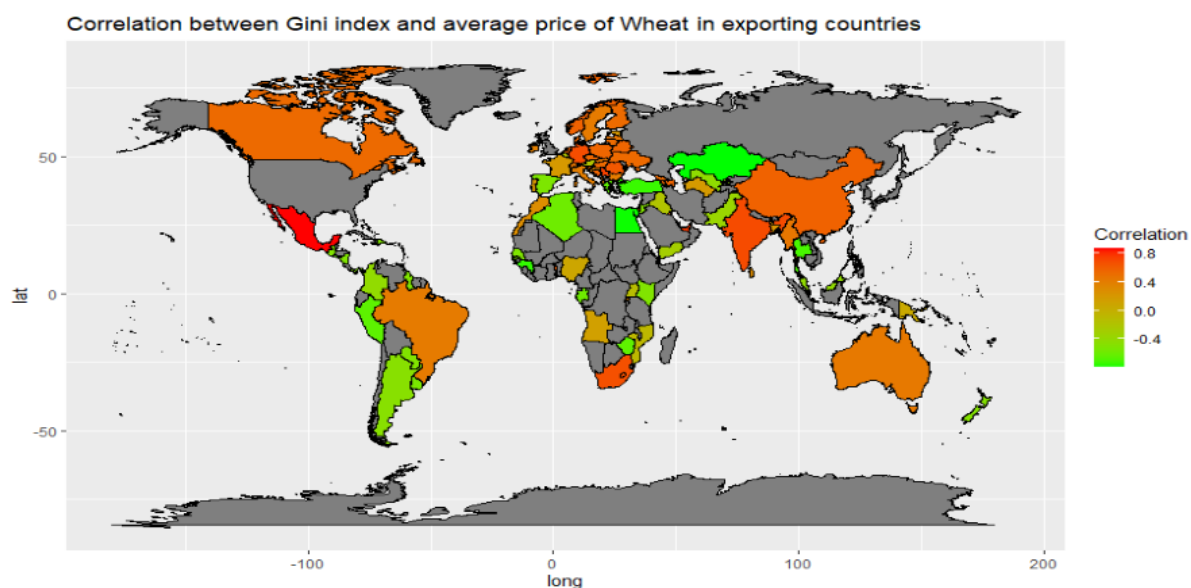 Correlation between Gini index and average price of Wheat in exporting countries
50
0
-50
lat
-100
0
100
200
long
Correlation
0.8
0.4
0.0
-0.4